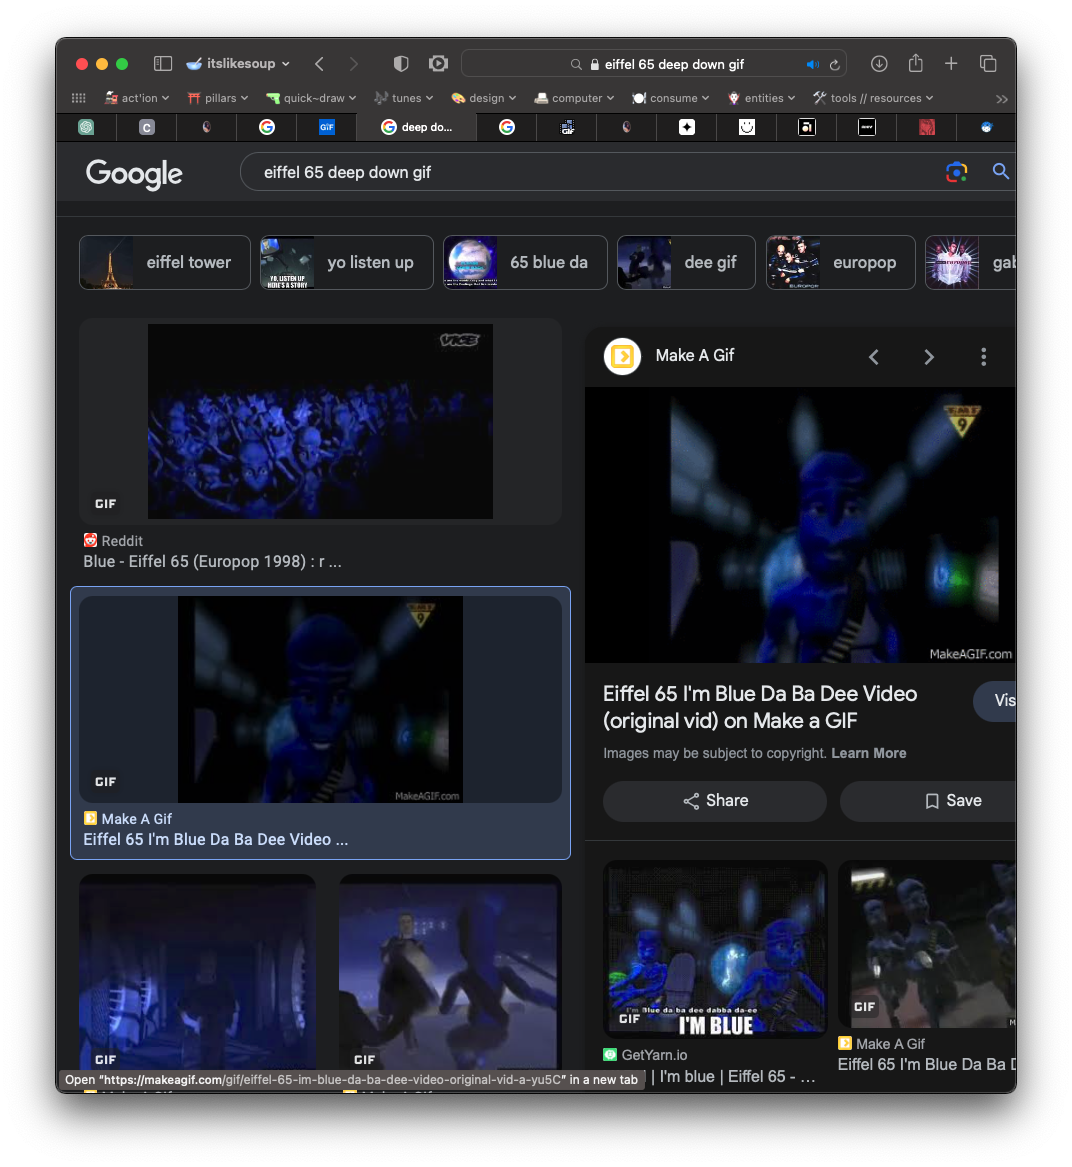 itslikesoup
eiffel 65 deep down gif
act'ion
pillars
quick~draw
tunes
design
computer
consume
entities
tools // resources
C
GIF
deep do...
GIF
Google
eiffel 65 deep down gif
eiffel tower
yo listen up
65 blue da
dee gif
europop
gab
YO, LISTEN UP
HERE'S A STORY
EUROPOP
VICE
GIF
Reddit
Blue - Eiffel 65 (Europop 1998) : r ...
9
MakeAGIF.com
GIF
Make A Gif
Eiffel 65 I'm Blue Da Ba Dee Video ...
GIF
GIF
Make A Gif
9
MakeAGIF.com
Eiffel 65 I'm Blue Da Ba Dee Video
(original vid) on Make a GIF
Vis
Images may be subject to copyright. Learn More
Share
Save
I'm Blue da ba dee dabba da-ee
I'M BLUE
GIF
GetYarn.io
| I'm blue | Eiffel 65 - ...
GIF
Make A Gif
Eiffel 65 I'm Blue Da Ba D
Open "https://makeagif.com/gif/eiffel-65-im-blue-da-ba-dee-video-original-vid-a-yu5C" in a new tab